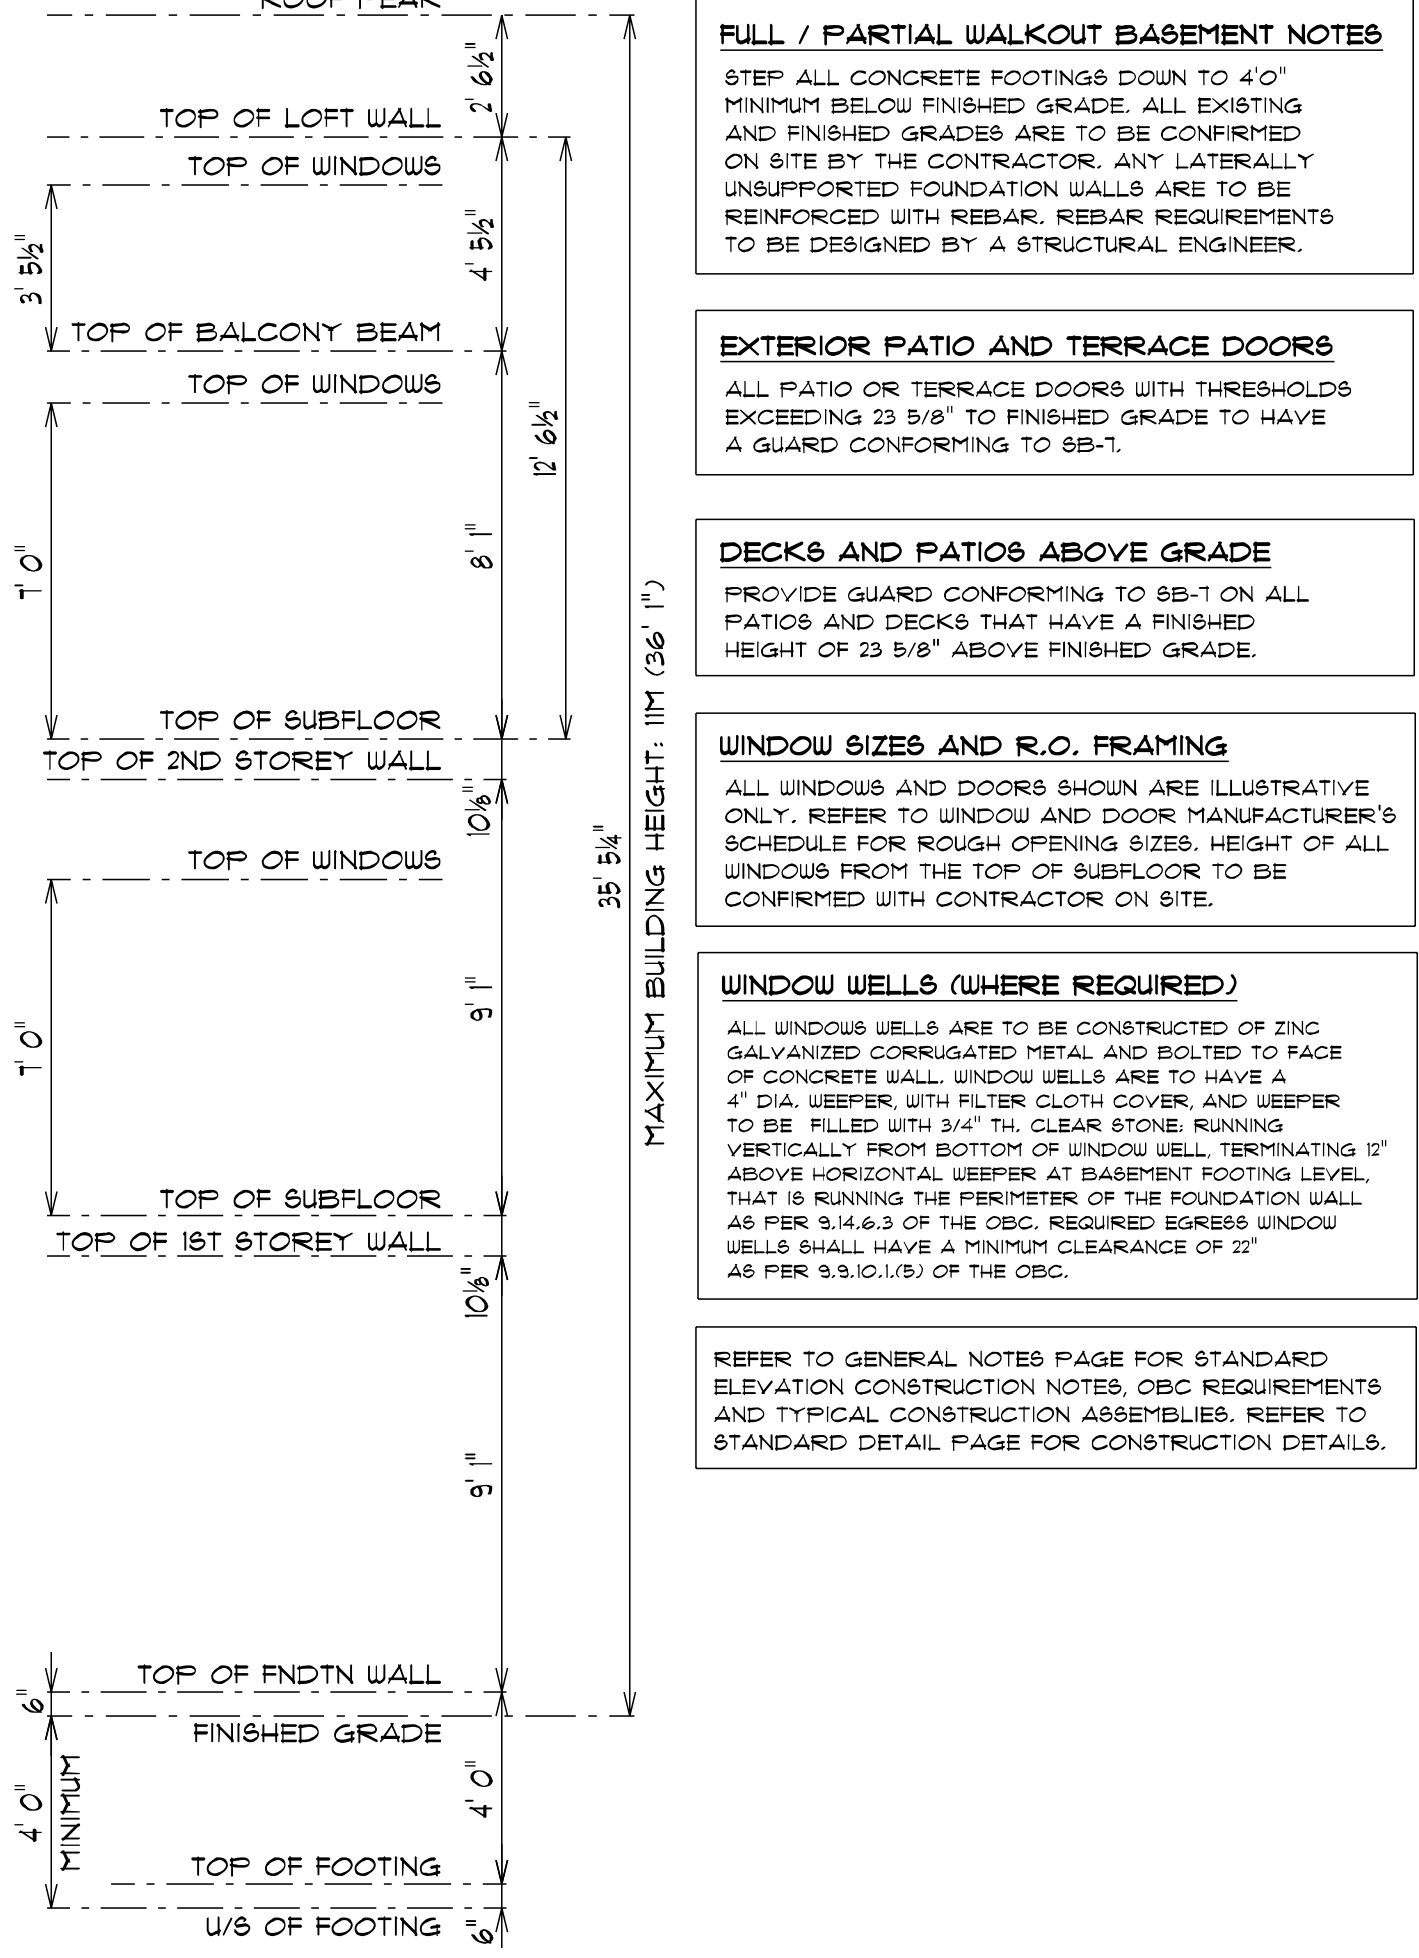 ROOF PEAK
2' 6½"
TOP OF LOFT WALL
TOP OF WINDOWS
3' 5½"
4' 5½"
TOP OF BALCONY BEAM
TOP OF WINDOWS
12' 6½"
7' 0"
8' 1"
TOP OF SUBFLOOR
TOP OF 2ND STOREY WALL
10⅛"
TOP OF WINDOWS
35' 5¼"
MAXIMUM BUILDING HEIGHT: 11M (36' 1")
7' 0"
9' 1"
TOP OF SUBFLOOR
TOP OF 1ST STOREY WALL
10⅛"
9' 1"
TOP OF FNDTN WALL
6"
FINISHED GRADE
4' 0"
MINIMUM
4' 0"
TOP OF FOOTING
U/S OF FOOTING
6"
FULL / PARTIAL WALKOUT BASEMENT NOTES
STEP ALL CONCRETE FOOTINGS DOWN TO 4'0"
MINIMUM BELOW FINISHED GRADE. ALL EXISTING
AND FINISHED GRADES ARE TO BE CONFIRMED
ON SITE BY THE CONTRACTOR. ANY LATERALLY
UNSUPPORTED FOUNDATION WALLS ARE TO BE
REINFORCED WITH REBAR. REBAR REQUIREMENTS
TO BE DESIGNED BY A STRUCTURAL ENGINEER.
EXTERIOR PATIO AND TERRACE DOORS
ALL PATIO OR TERRACE DOORS WITH THRESHOLDS
EXCEEDING 23 5/8" TO FINISHED GRADE TO HAVE
A GUARD CONFORMING TO SB-7.
DECKS AND PATIOS ABOVE GRADE
PROVIDE GUARD CONFORMING TO SB-7 ON ALL
PATIOS AND DECKS THAT HAVE A FINISHED
HEIGHT OF 23 5/8" ABOVE FINISHED GRADE.
WINDOW SIZES AND R.O. FRAMING
ALL WINDOWS AND DOORS SHOWN ARE ILLUSTRATIVE
ONLY. REFER TO WINDOW AND DOOR MANUFACTURER'S
SCHEDULE FOR ROUGH OPENING SIZES. HEIGHT OF ALL
WINDOWS FROM THE TOP OF SUBFLOOR TO BE
CONFIRMED WITH CONTRACTOR ON SITE.
WINDOW WELLS (WHERE REQUIRED)
ALL WINDOWS WELLS ARE TO BE CONSTRUCTED OF ZINC
GALVANIZED CORRUGATED METAL AND BOLTED TO FACE
OF CONCRETE WALL. WINDOW WELLS ARE TO HAVE A
4" DIA. WEEPER, WITH FILTER CLOTH COVER, AND WEEPER
TO BE FILLED WITH 3/4" TH. CLEAR STONE; RUNNING
VERTICALLY FROM BOTTOM OF WINDOW WELL, TERMINATING 12"
ABOVE HORIZONTAL WEEPER AT BASEMENT FOOTING LEVEL,
THAT IS RUNNING THE PERIMETER OF THE FOUNDATION WALL
AS PER 9.14.6.3 OF THE OBC. REQUIRED EGRESS WINDOW
WELLS SHALL HAVE A MINIMUM CLEARANCE OF 22"
AS PER 9.9.10.1.(5) OF THE OBC.
REFER TO GENERAL NOTES PAGE FOR STANDARD
ELEVATION CONSTRUCTION NOTES, OBC REQUIREMENTS
AND TYPICAL CONSTRUCTION ASSEMBLIES. REFER TO
STANDARD DETAIL PAGE FOR CONSTRUCTION DETAILS.